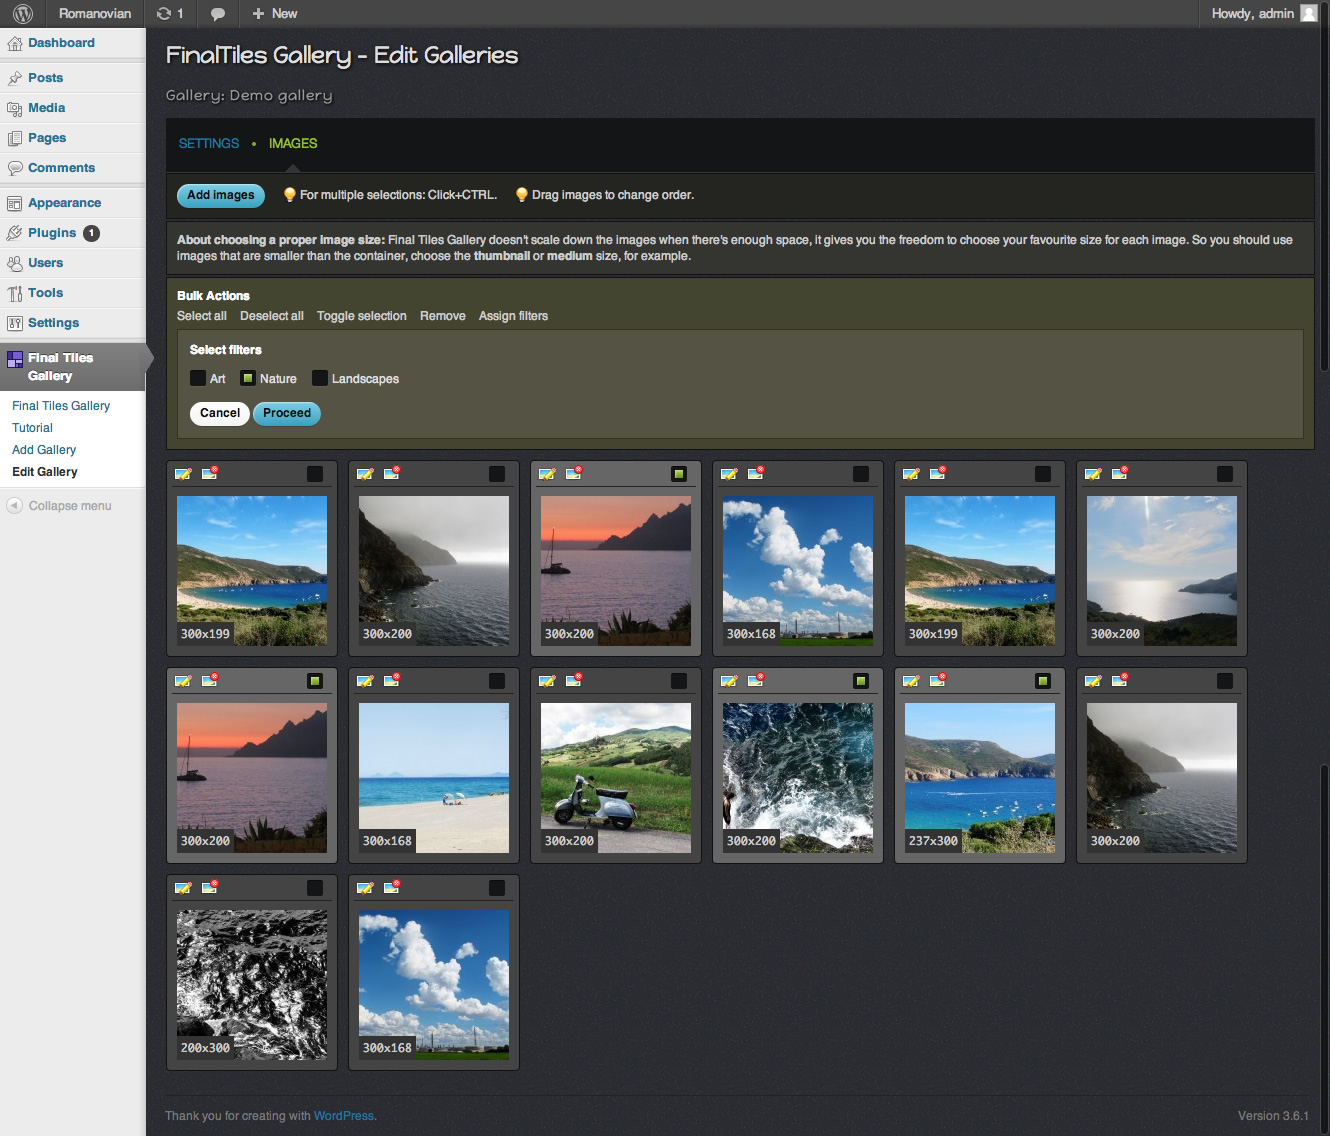 Romanovian 1 + New Howdy, admin
Dashboard
Posts
Media
Pages
Comments
Appearance
Plugins 1
Users
Tools
Settings
Final Tiles
Gallery
Final Tiles Gallery
Tutorial
Add Gallery
Edit Gallery
Collapse menu
FinalTiles Gallery - Edit Galleries
Gallery: Demo gallery
SETTINGS • IMAGES
Add images For multiple selections: Click+CTRL. Drag images to change order.
About choosing a proper image size: Final Tiles Gallery doesn't scale down the images when there's enough space, it gives you the freedom to choose your favourite size for each image. So you should use
images that are smaller than the container, choose the thumbnail or medium size, for example.
Bulk Actions
Select all Deselect all Toggle selection Remove Assign filters
Select filters
Art Nature Landscapes
Cancel Proceed
300x199 300x200 300x200 300x168 300x199 300x200
300x200 300x168 300x200 300x200 237x300 300x200
200x300 300x168
Thank you for creating with WordPress. Version 3.6.1